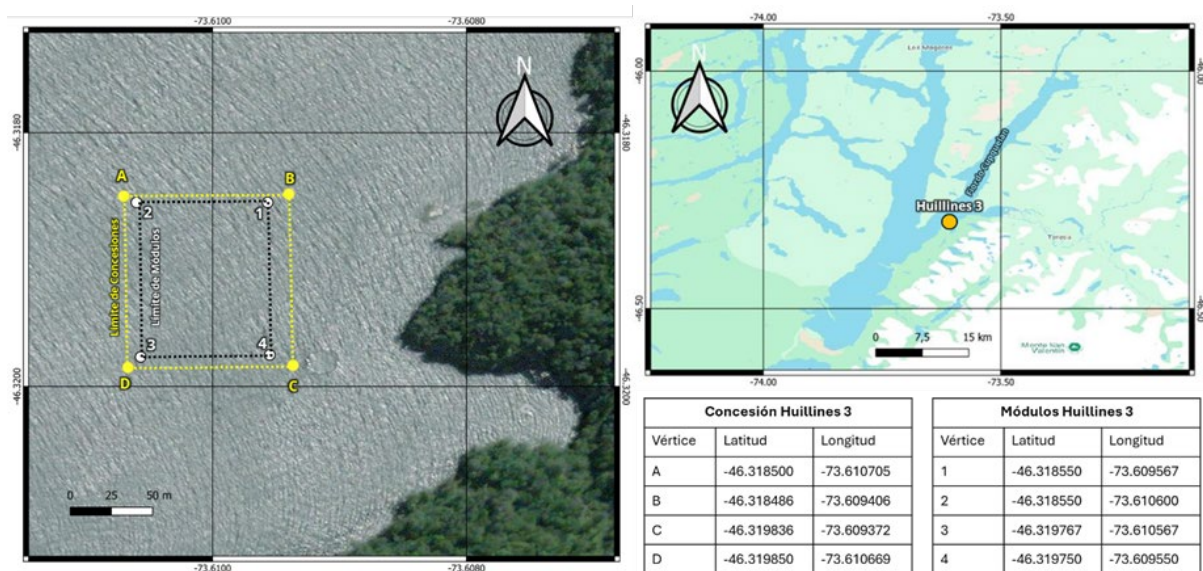 -73.6100
-73.6080
-46.3180
-46.3180
-46.3200
-46.3200
N
A
B
2
1
Límite de Concesiones
Límite de Módulos
3
4
D
C
0 25 50 m
-73.6100
-73.6080
-74.00
-73.50
-46.00
-46.00
-46.50
-46.50
N
Fiordo Cupquelan
Huillines 3
0 7,5 15 km
Monte San
Valentín
-74.00
-73.50
Concesión Huillines 3
Vértice Latitud Longitud
A -46.318500 -73.610705
B -46.318486 -73.609406
C -46.319836 -73.609372
D -46.319850 -73.610669
Módulos Huillines 3
Vértice Latitud Longitud
1 -46.318550 -73.609567
2 -46.318550 -73.610600
3 -46.319767 -73.610567
4 -46.319750 -73.609550